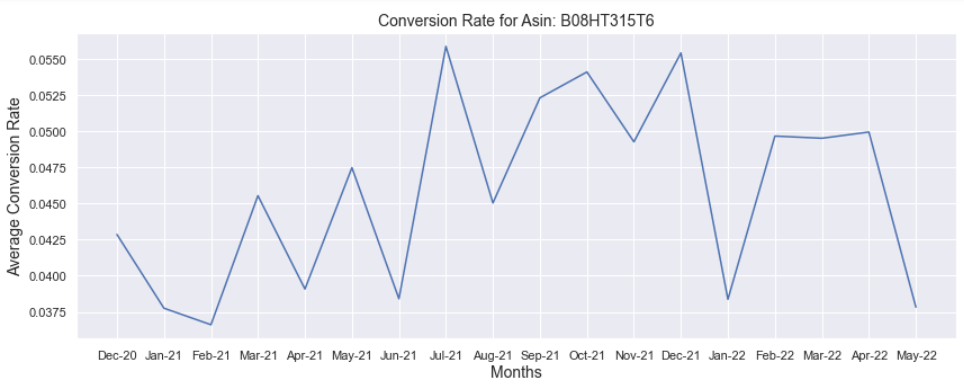 Conversion Rate for Asin: B08HT315T6
Average Conversion Rate
0.0550
0.0525
0.0500
0.0475
0.0450
0.0425
0.0400
0.0375
Dec-20 Jan-21 Feb-21 Mar-21 Apr-21 May-21 Jun-21 Jul-21 Aug-21 Sep-21 Oct-21 Nov-21 Dec-21 Jan-22 Feb-22 Mar-22 Apr-22 May-22
Months